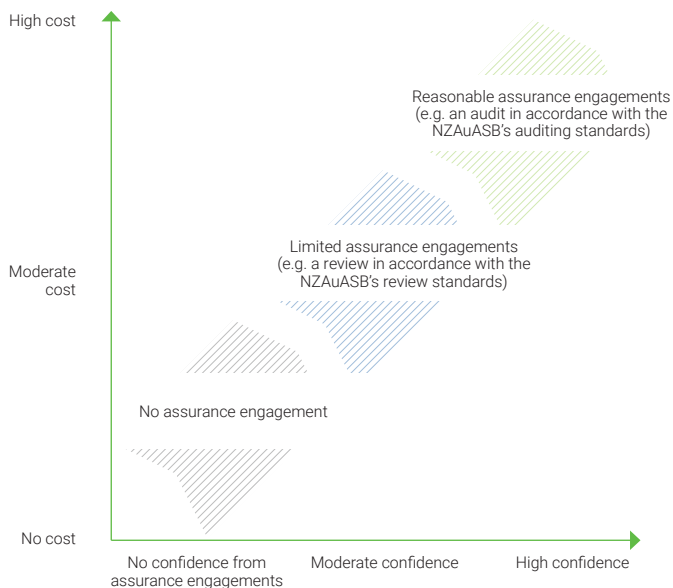 High cost
Reasonable assurance engagements
(e.g. an audit in accordance with the
NZAuASB's auditing standards)
Limited assurance engagements
(e.g. a review in accordance with the
NZAuASB's review standards)
Moderate
cost
No assurance engagement
No cost
No confidence from
assurance engagements
Moderate confidence
High confidence